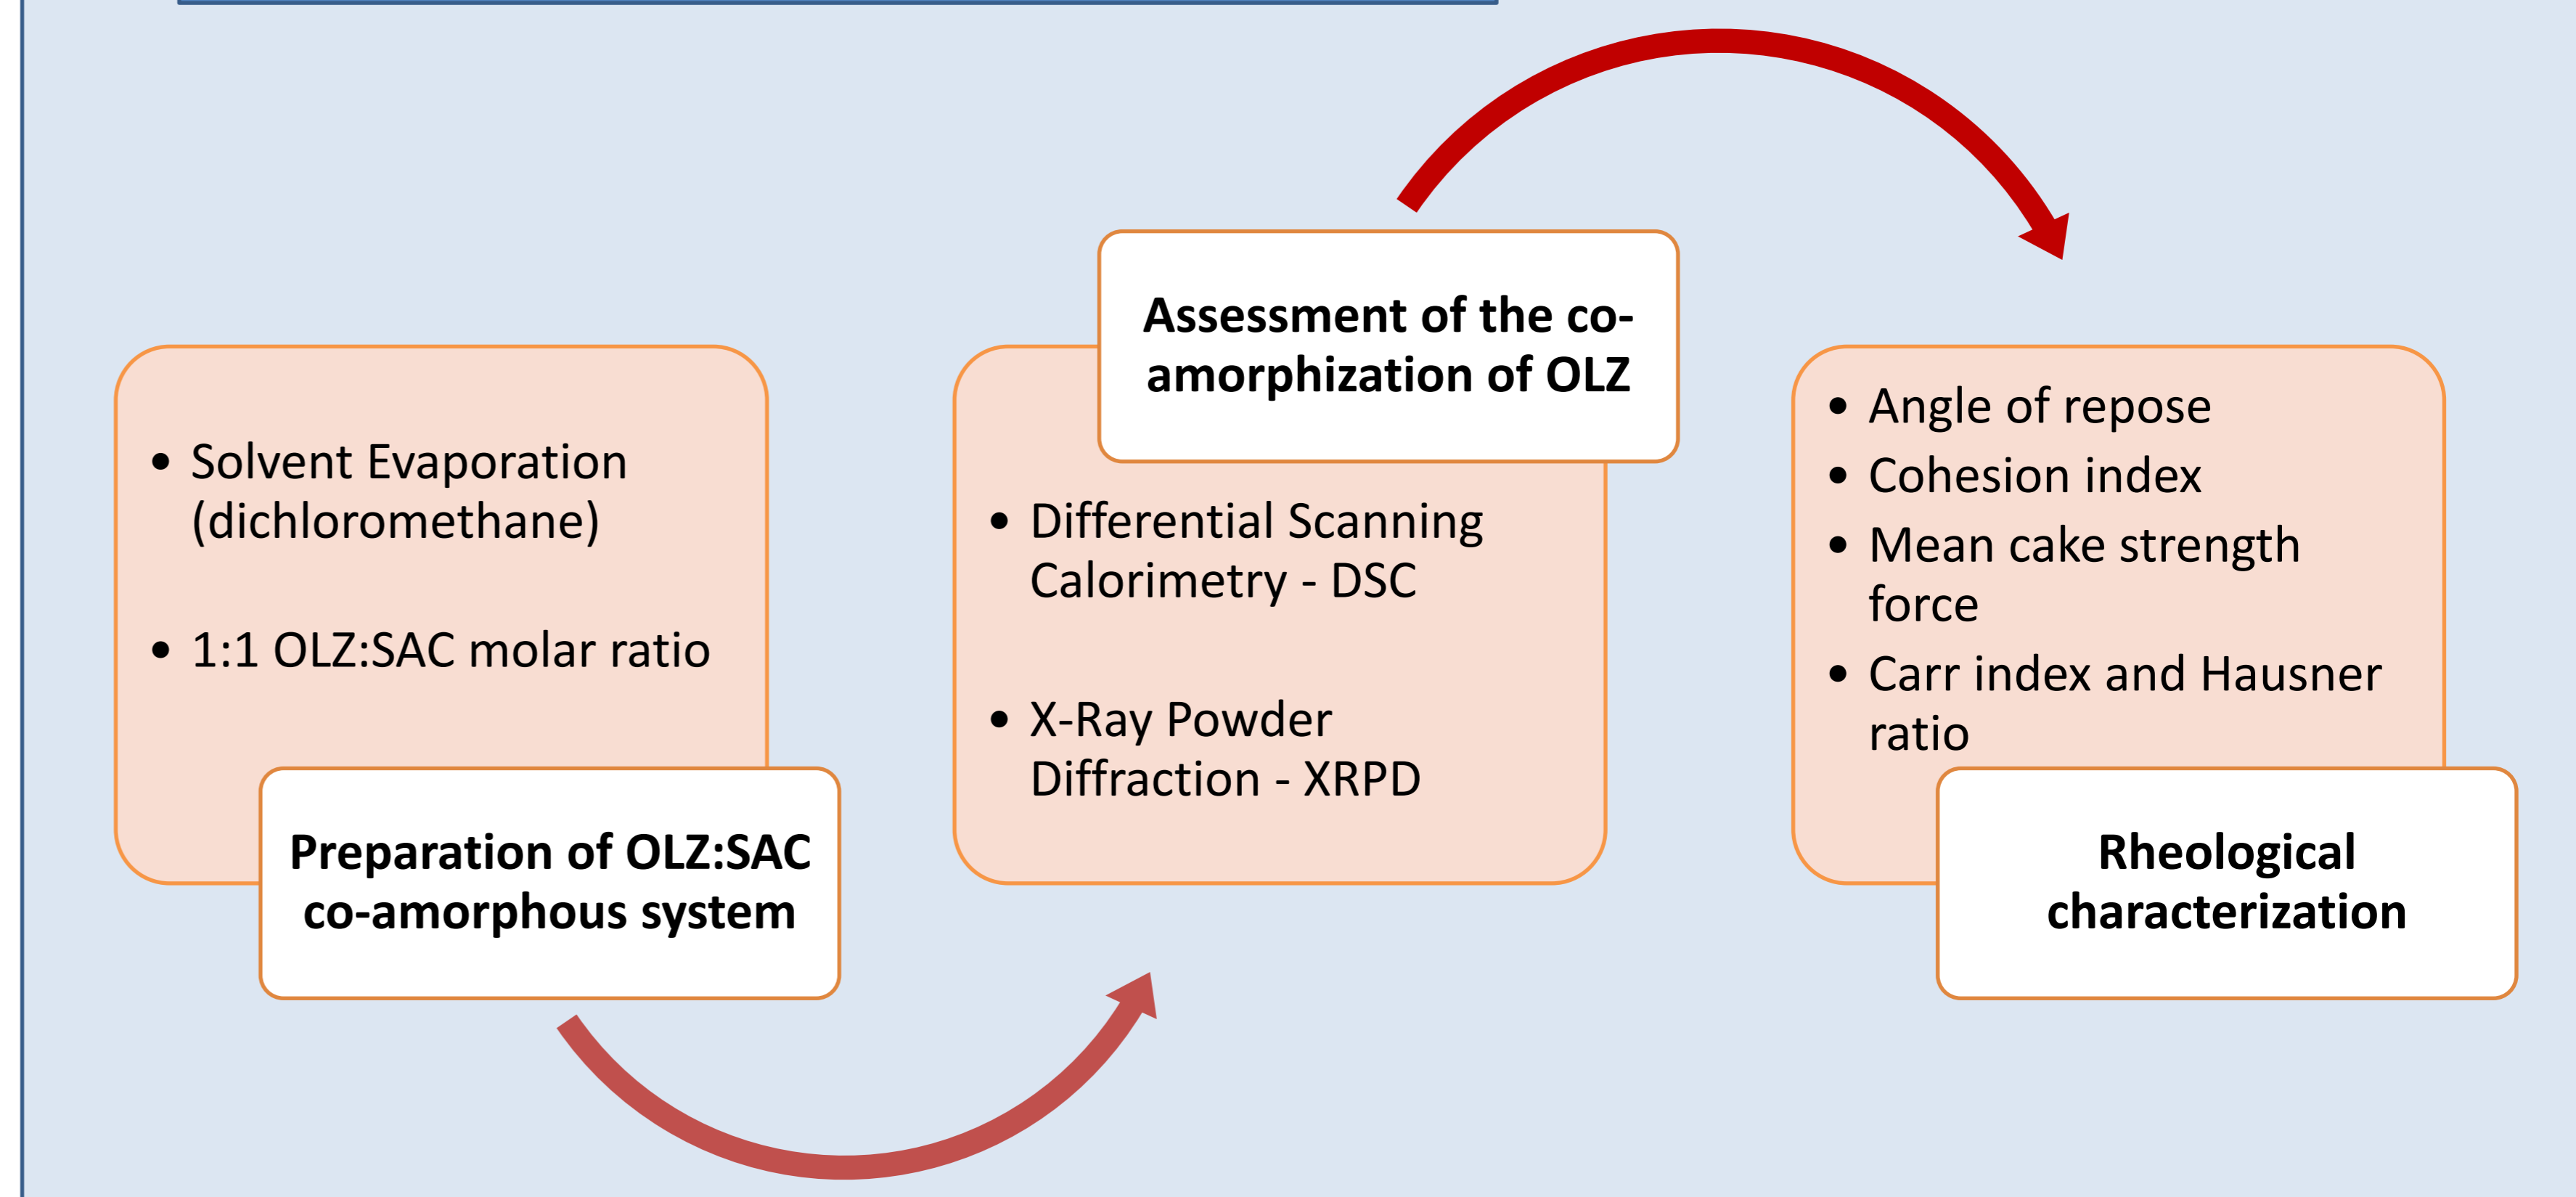 • Solvent Evaporation
(dichloromethane)
• 1:1 OLZ:SAC molar ratio
Preparation of OLZ:SAC
co-amorphous system
Assessment of the co-
amorphization of OLZ
• Differential Scanning
Calorimetry - DSC
• X-Ray Powder
Diffraction - XRPD
• Angle of repose
• Cohesion index
• Mean cake strength
force
• Carr index and Hausner
ratio
Rheological
characterization